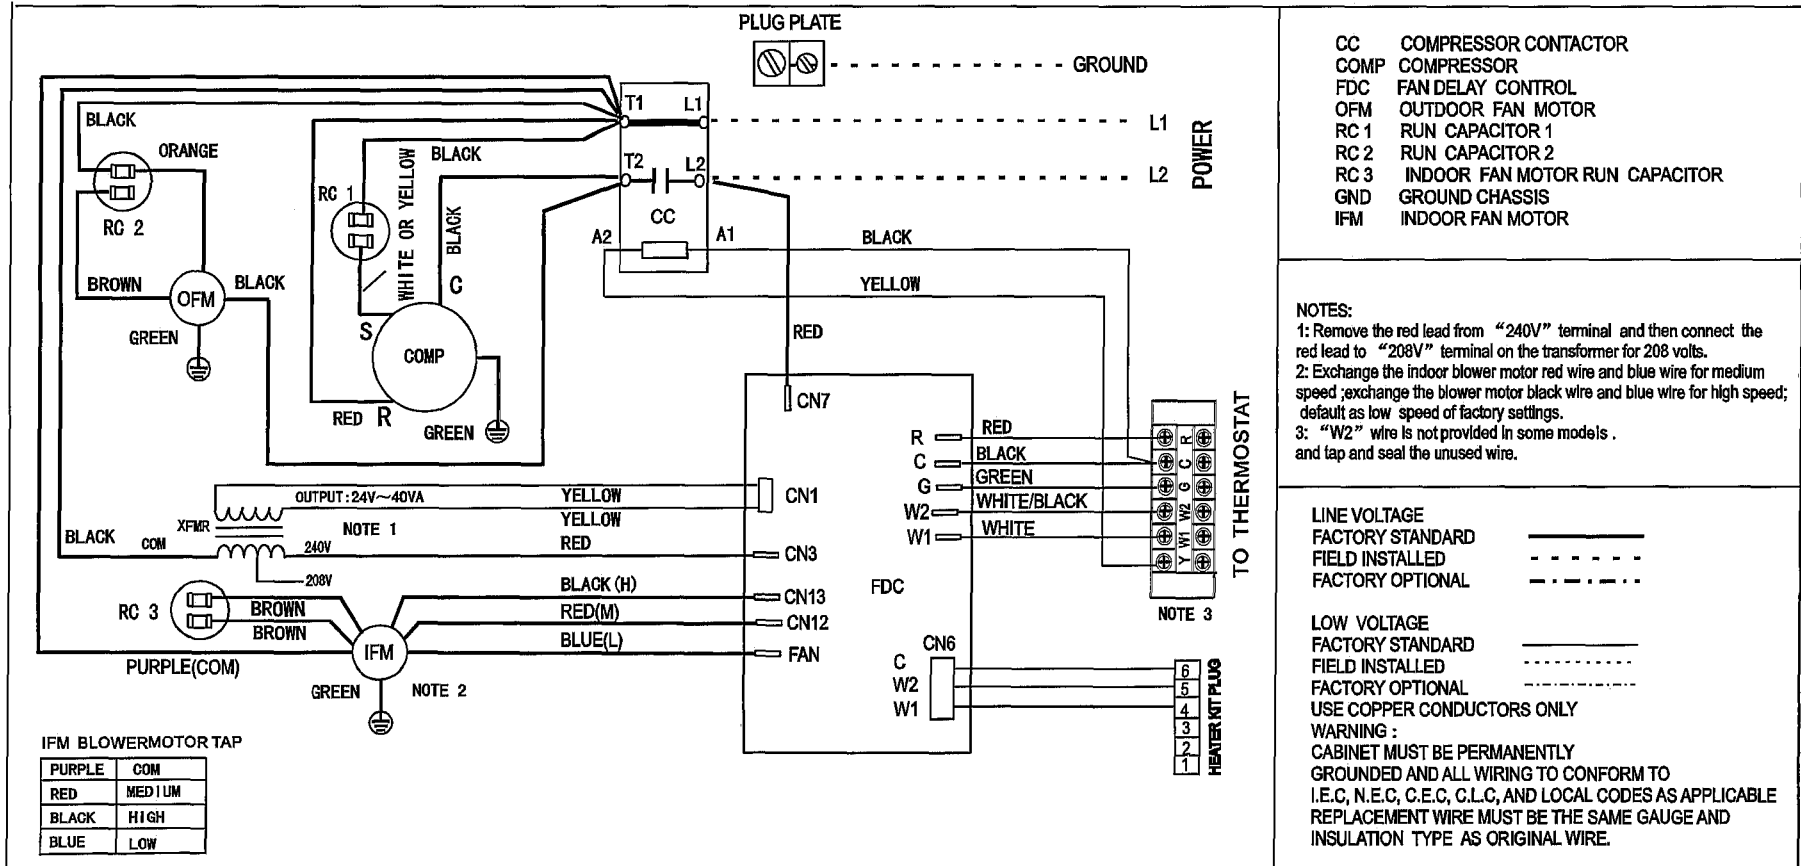 PLUG PLATE
GROUND
T1
L1
L1
BLACK
ORANGE
BLACK
T2
L2
L2
POWER
RC 1
WHITE OR YELLOW
RC 2
CC
BLACK
A2
A1
BLACK
BROWN
OFM
BLACK
C
YELLOW
GREEN
S
RED
COMP
CN7
RED
R
GREEN
R
RED
R
C
BLACK
C
G
GREEN
G
W2
WHITE/BLACK
W2
W1
WHITE
W1
Y
TO THERMOSTAT
NOTE 3
OUTPUT:24V～40VA
YELLOW
CN1
XFMR
NOTE 1
YELLOW
BLACK
COM
240V
RED
CN3
208V
FDC
RC 3
BROWN
BROWN
BLACK (H)
CN13
RED(M)
CN12
IFM
BLUE(L)
FAN
PURPLE(COM)
GREEN
NOTE 2
CN6
C
W2
W1
6
5
4
3
2
1
HEATER KIT PLUG
IFM BLOWERMOTOR TAP
PURPLE COM
RED MEDIUM
BLACK HIGH
BLUE LOW
CC COMPRESSOR CONTACTOR
COMP COMPRESSOR
FDC FAN DELAY CONTROL
OFM OUTDOOR FAN MOTOR
RC 1 RUN CAPACITOR 1
RC 2 RUN CAPACITOR 2
RC 3 INDOOR FAN MOTOR RUN CAPACITOR
GND GROUND CHASSIS
IFM INDOOR FAN MOTOR
NOTES:
1: Remove the red lead from “240V” terminal and then connect the
red lead to “208V” terminal on the transformer for 208 volts.
2: Exchange the indoor blower motor red wire and blue wire for medium
speed ;exchange the blower motor black wire and blue wire for high speed;
default as low speed of factory settings.
3: “W2” wire is not provided in some models .
and tap and seal the unused wire.
LINE VOLTAGE
FACTORY STANDARD
FIELD INSTALLED
FACTORY OPTIONAL
LOW VOLTAGE
FACTORY STANDARD
FIELD INSTALLED
FACTORY OPTIONAL
USE COPPER CONDUCTORS ONLY
WARNING :
CABINET MUST BE PERMANENTLY
GROUNDED AND ALL WIRING TO CONFORM TO
I.E.C, N.E.C, C.E.C, C.L.C, AND LOCAL CODES AS APPLICABLE
REPLACEMENT WIRE MUST BE THE SAME GAUGE AND
INSULATION TYPE AS ORIGINAL WIRE.